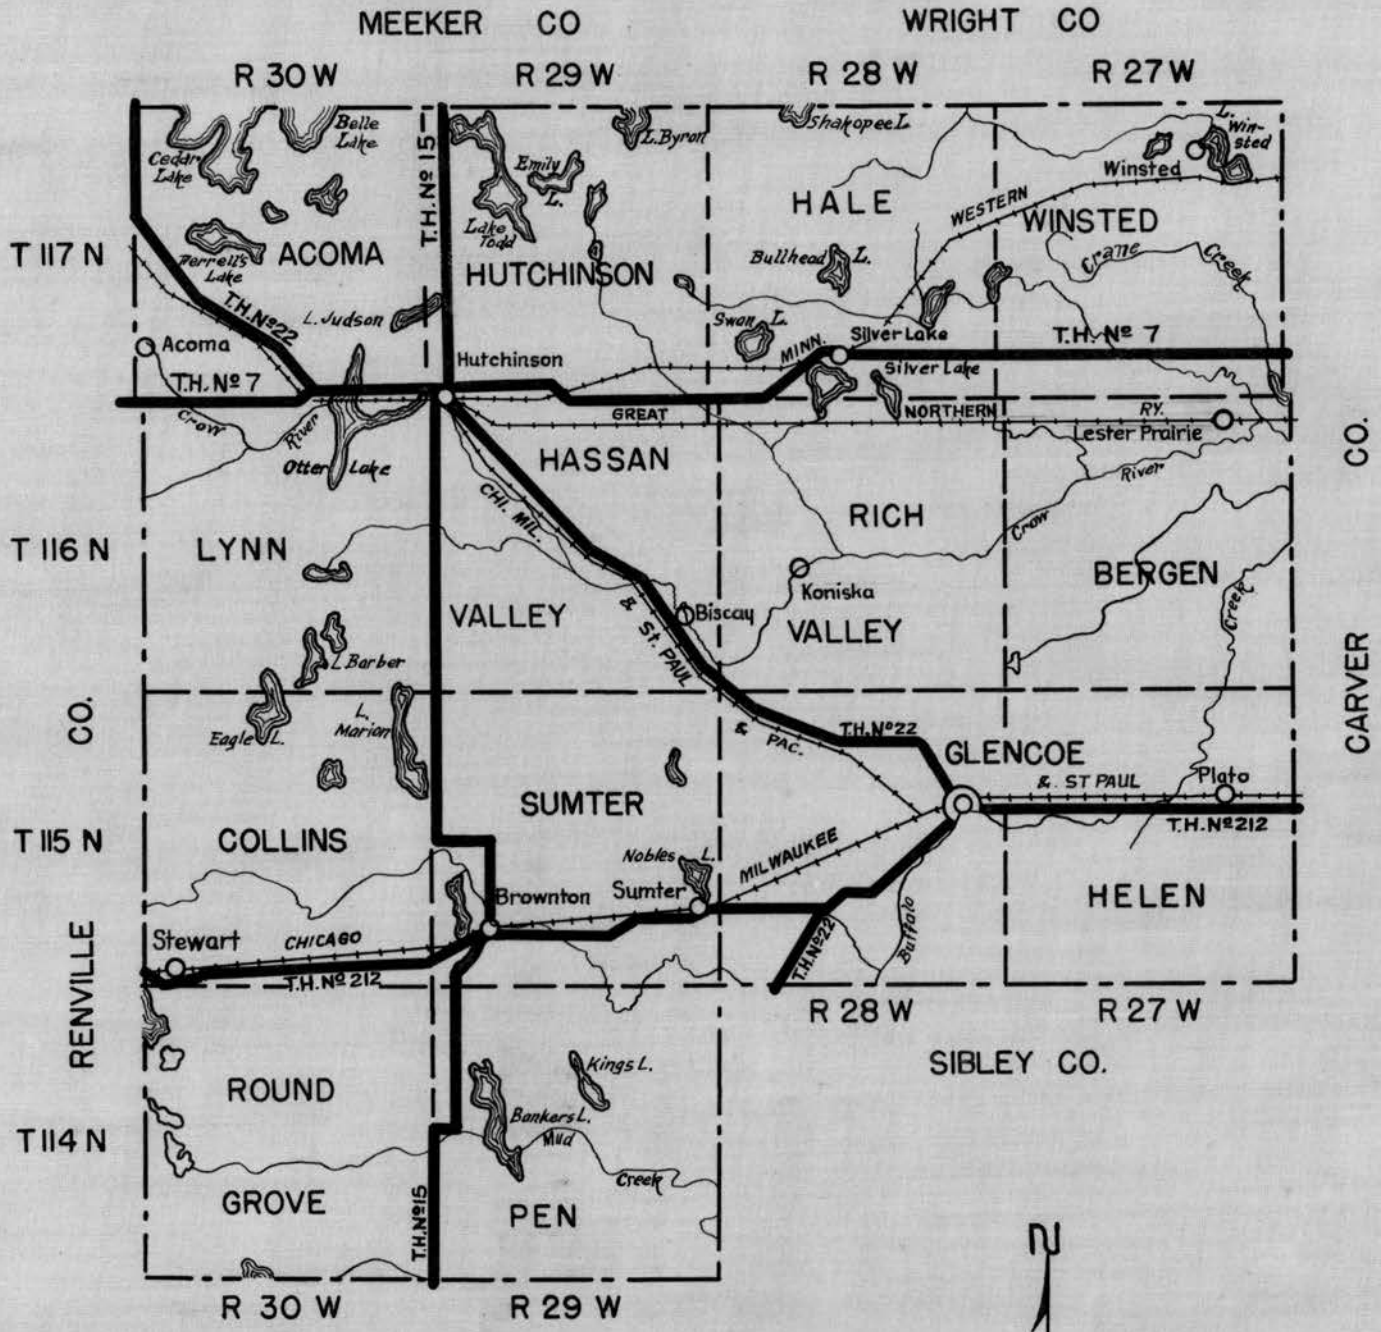 MEEKER CO
WRIGHT CO
R 30 W
R 29 W
R 28 W
R 27 W
Belle
Lake
Cedar
Lake
T.H. Nº 15
L. Byron
Emily
L.
Lake
Todd
Shakopee L.
L.
Win-
sted
Winsted
HALE
WESTERN
WINSTED
T 117 N
ACOMA
Lake
HUTCHINSON
Bullhead L.
Crane
Creek
T.H. Nº 22
L. Judson
Swan L.
Silver Lake
T.H. Nº 7
Acoma
Hutchinson
MINN.
Silver Lake
T.H. Nº 7
GREAT
NORTHERN
RY.
Crow
River
Lester Prairie
Otter Lake
HASSAN
River
CHI. MIL.
RICH
Crow
T 116 N
LYNN
BERGEN
Koniska
Creek
VALLEY
Biscay
VALLEY
& ST. PAUL
L. Barber
CO.
CARVER
CO.
L.
Marion
Eagle L.
& PAC.
T.H. Nº 22
GLENCOE
& ST PAUL
Plato
SUMTER
T.H. Nº 212
T 115 N
COLLINS
Nobles L.
MILWAUKEE
Brownton
Sumter
HELEN
Stewart
CHICAGO
T.H. Nº 22
Buffalo
T.H. Nº 212
RENVILLE
R 28 W
R 27 W
SIBLEY CO.
ROUND
Kings L.
Bankers L.
T 114 N
Mud
Creek
GROVE
T.H. Nº 15
PEN
N
R 30 W
R 29 W